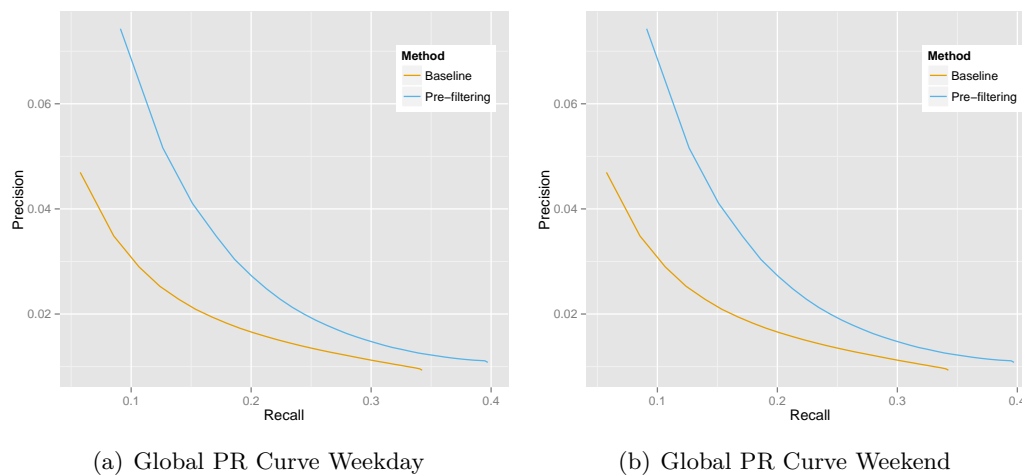 Precision
0.06
0.04
0.02
Method
Baseline
Pre−filtering
0.1 0.2 0.3 0.4
Recall
(a) Global PR Curve Weekday
Precision
0.06
0.04
0.02
Method
Baseline
Pre−filtering
0.1 0.2 0.3 0.4
Recall
(b) Global PR Curve Weekend